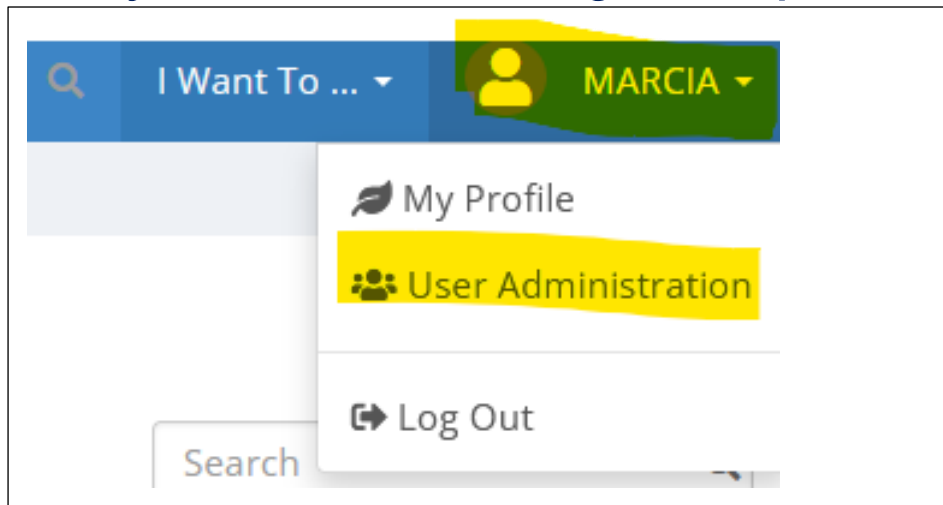 I Want To ...
MARCIA
My Profile
User Administration
Log Out
Search